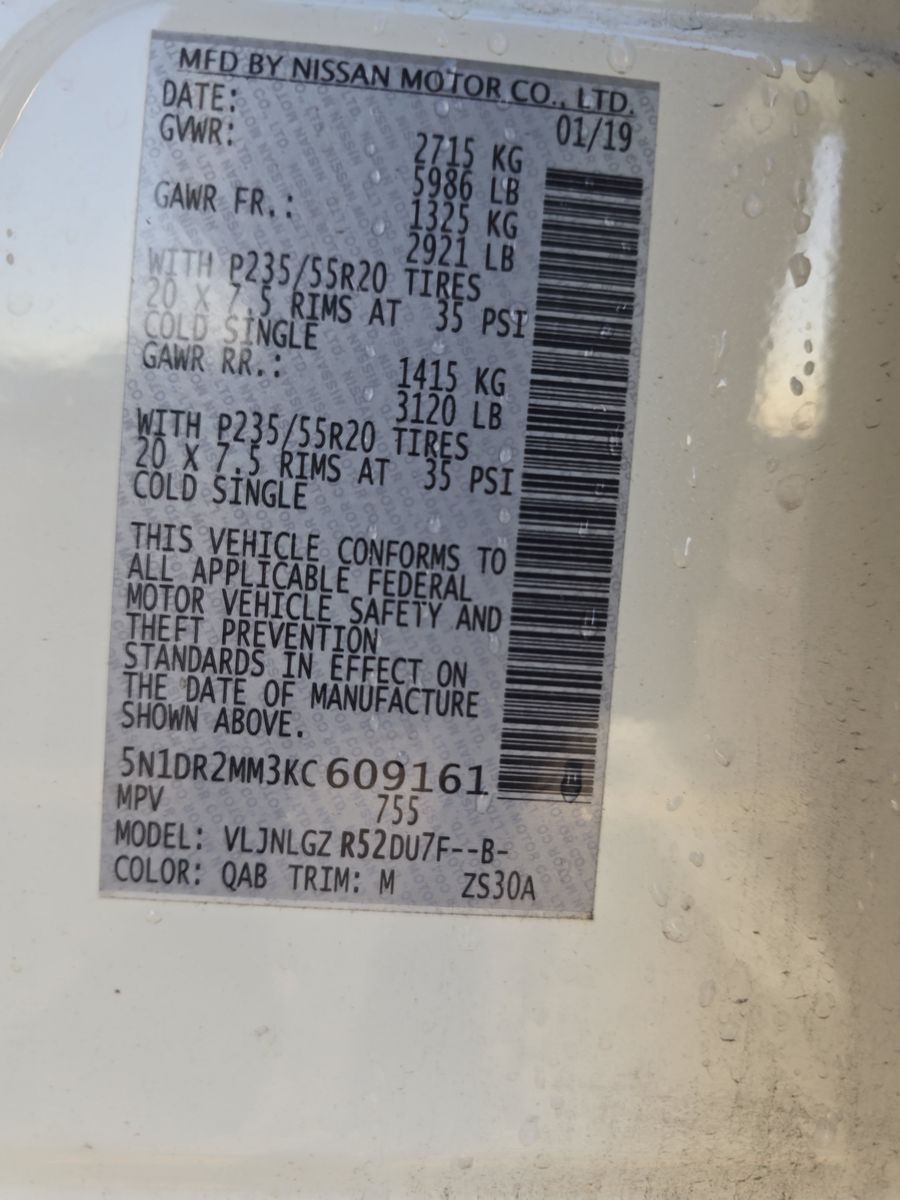 MFD BY NISSAN MOTOR CO., LTD.
DATE: 01/19
GVWR: 2715 KG
5986 LB
GAWR FR.: 1325 KG
2921 LB
WITH P235/55R20 TIRES
20 X 7.5 RIMS AT 35 PSI
COLD SINGLE
GAWR RR.: 1415 KG
3120 LB
WITH P235/55R20 TIRES
20 X 7.5 RIMS AT 35 PSI
COLD SINGLE
THIS VEHICLE CONFORMS TO
ALL APPLICABLE FEDERAL
MOTOR VEHICLE SAFETY AND
THEFT PREVENTION
STANDARDS IN EFFECT ON
THE DATE OF MANUFACTURE
SHOWN ABOVE.
5N1DR2MM3KC609161
MPV 755
MODEL: VLJNLGZ R52DU7F--B-
COLOR: QAB TRIM: M ZS30A